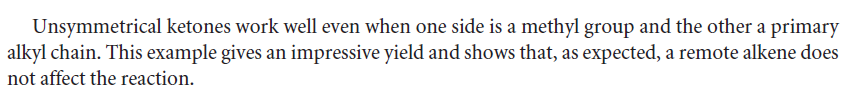 Unsymmetrical ketones work well even when one side is a methyl group and the other a primary
alkyl chain. This example gives an impressive yield and shows that, as expected, a remote alkene does
not affect the reaction.